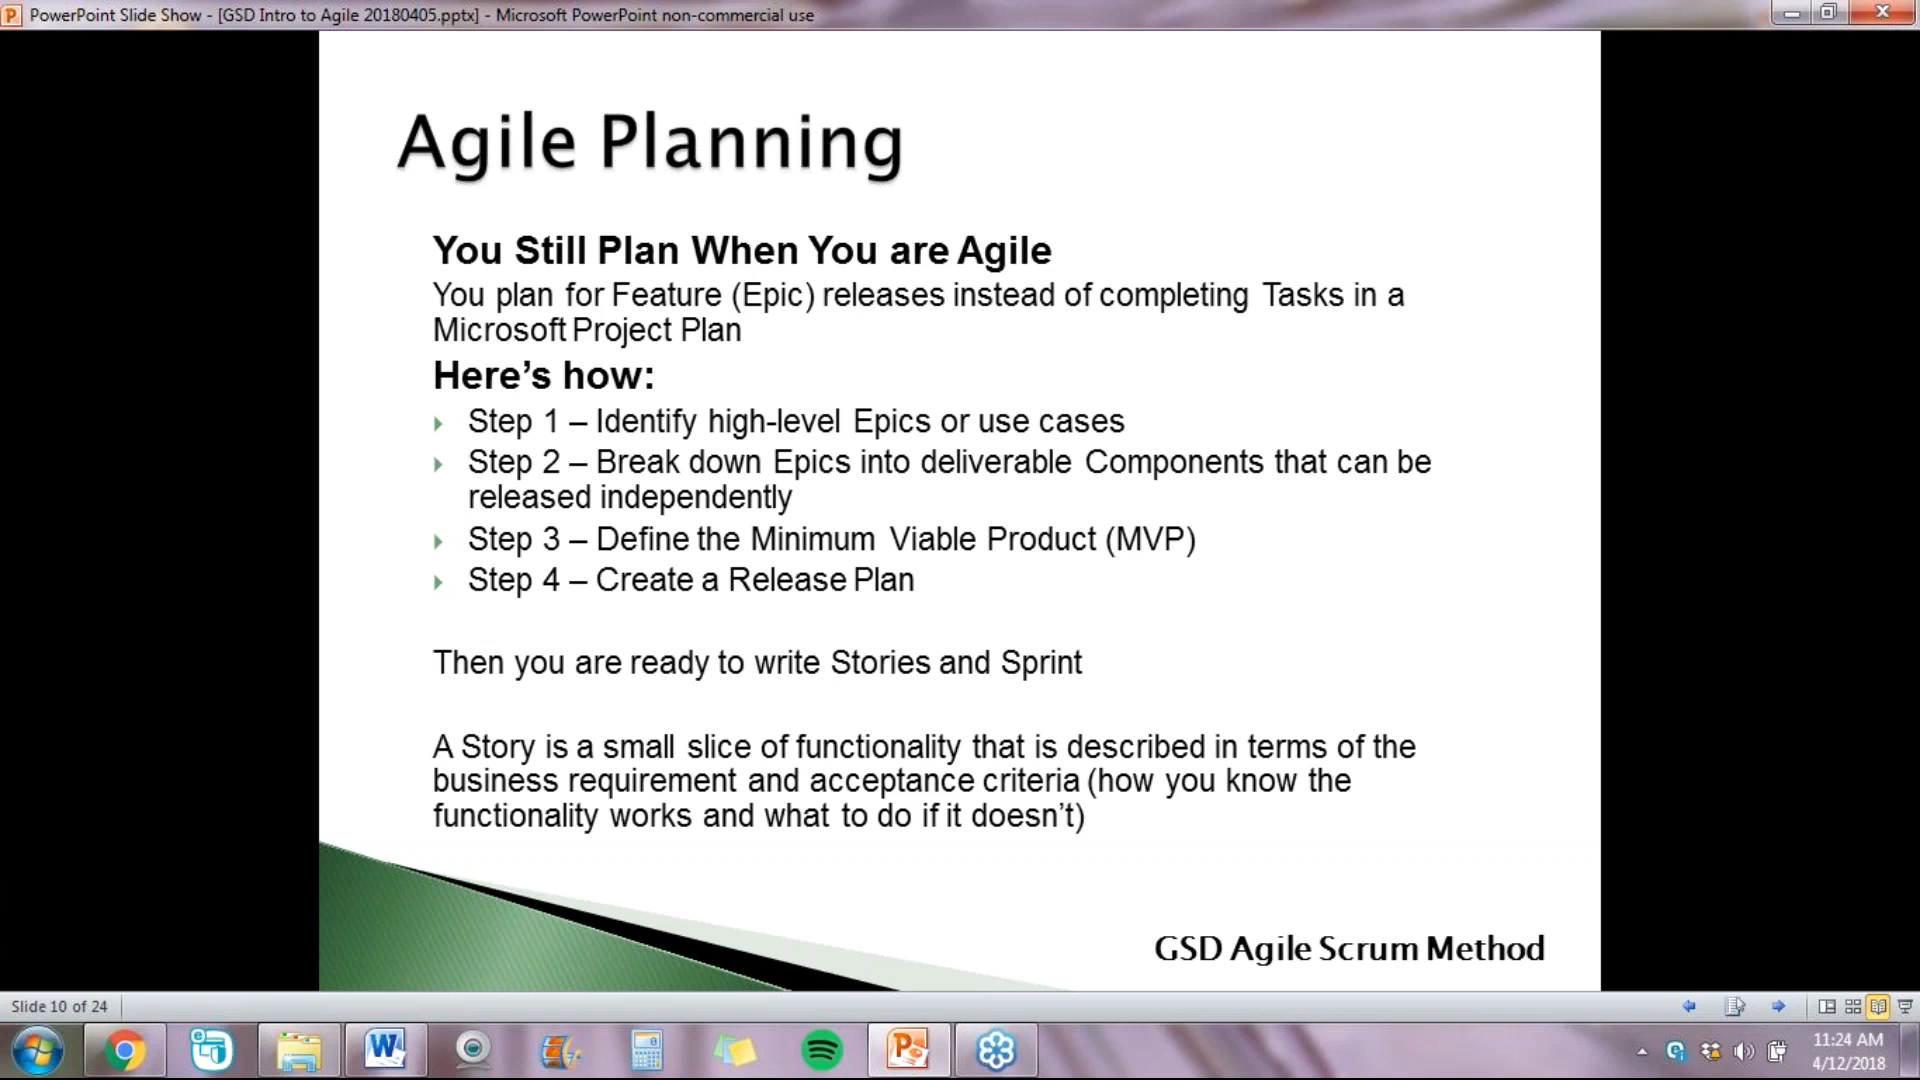 PowerPoint Slide Show - [GSD Intro to Agile 20180405.pptx] - Microsoft PowerPoint non-commercial use
Agile Planning
You Still Plan When You are Agile
You plan for Feature (Epic) releases instead of completing Tasks in a
Microsoft Project Plan
Here’s how:
Step 1 – Identify high-level Epics or use cases
Step 2 – Break down Epics into deliverable Components that can be
released independently
Step 3 – Define the Minimum Viable Product (MVP)
Step 4 – Create a Release Plan
Then you are ready to write Stories and Sprint
A Story is a small slice of functionality that is described in terms of the
business requirement and acceptance criteria (how you know the
functionality works and what to do if it doesn’t)
GSD Agile Scrum Method
Slide 10 of 24
11:24 AM
4/12/2018